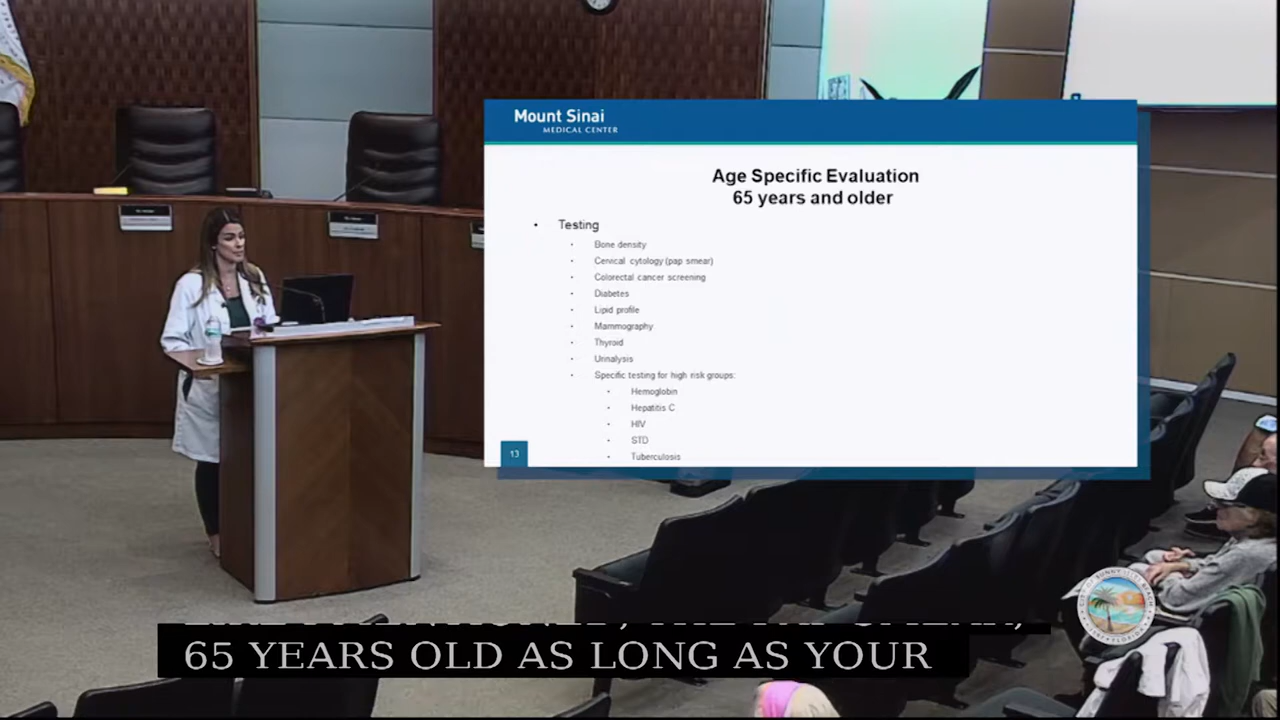 Mount Sinai
MEDICAL CENTER
Age Specific Evaluation
65 years and older
• Testing
• Bone density
• Cervical cytology (pap smear)
• Colorectal cancer screening
• Diabetes
• Lipid profile
• Mammography
• Thyroid
• Urinalysis
• Specific testing for high risk groups:
• Hemoglobin
• Hepatitis C
• HIV
• STD
• Tuberculosis
13
65 YEARS OLD AS LONG AS YOUR